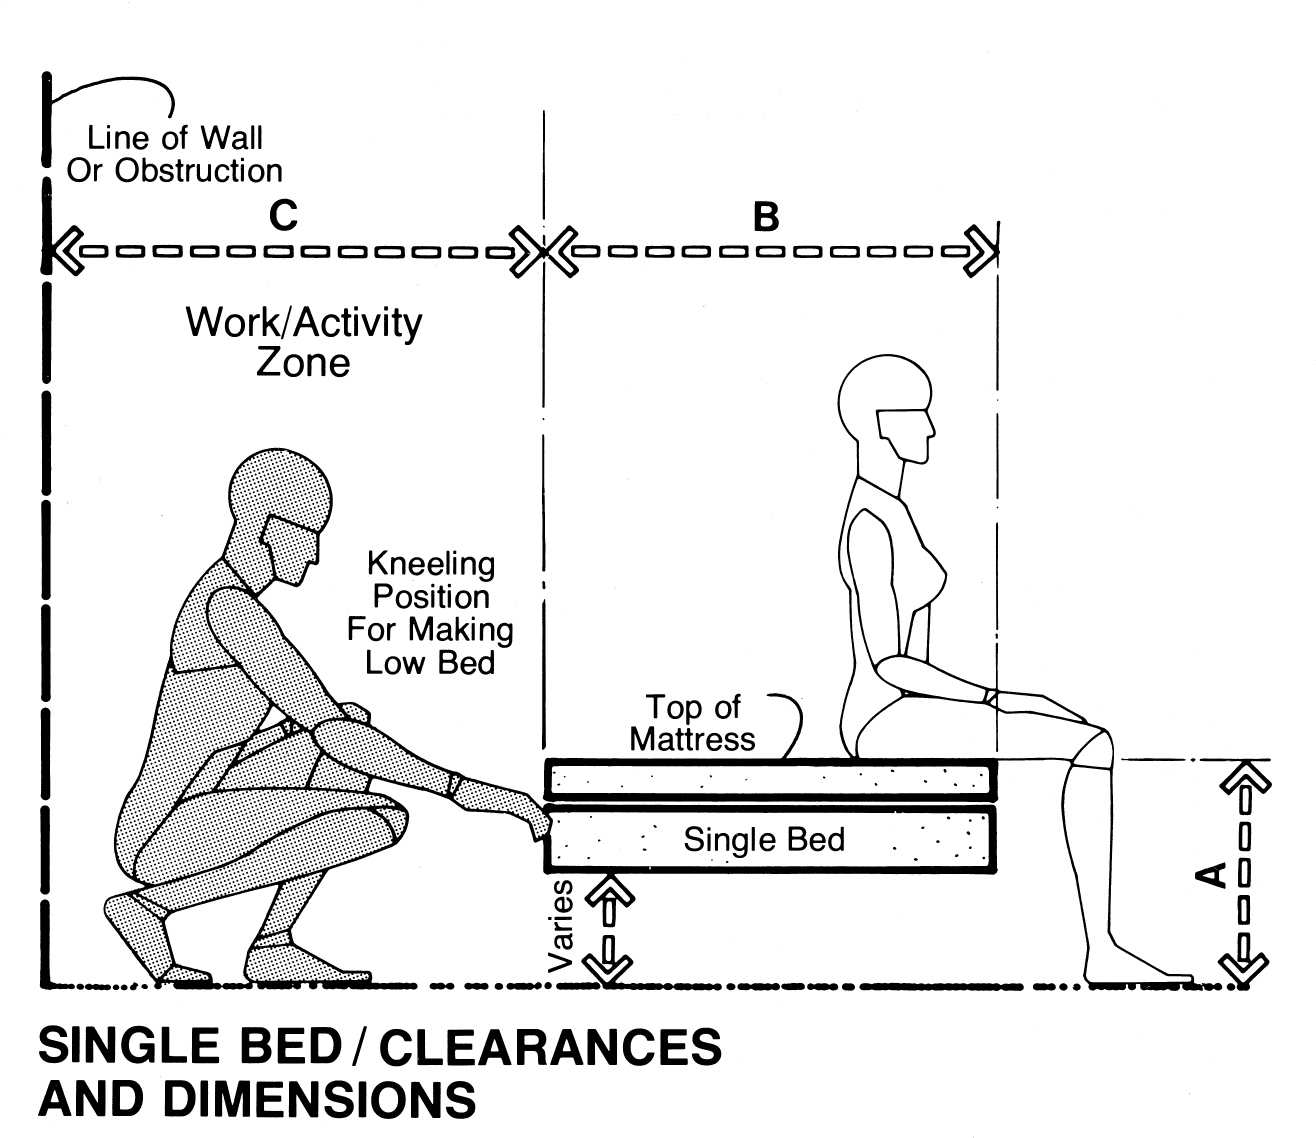 Line of Wall
Or Obstruction
C
B
Work/Activity
Zone
Kneeling
Position
For Making
Low Bed
Top of
Mattress
Single Bed
Varies
A
SINGLE BED / CLEARANCES
AND DIMENSIONS